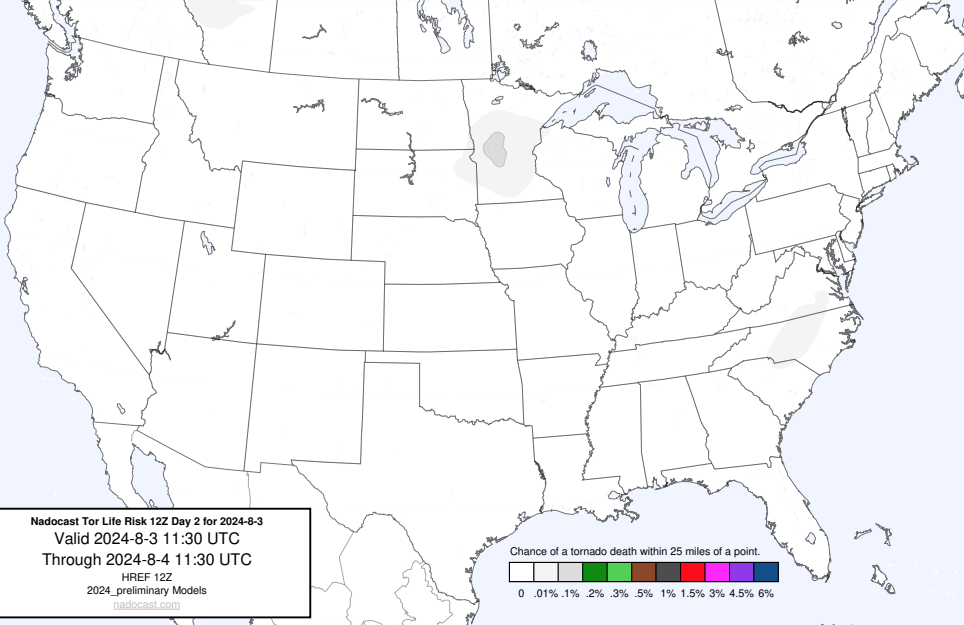 Nadocast Tor Life Risk 12Z Day 2 for 2024-8-3
Valid 2024-8-3 11:30 UTC
Through 2024-8-4 11:30 UTC
HREF 12Z
2024_preliminary Models
nadocast.com
Chance of a tornado death within 25 miles of a point.
0 .01% .1% .2% .3% .5% 1% 1.5% 3% 4.5% 6%